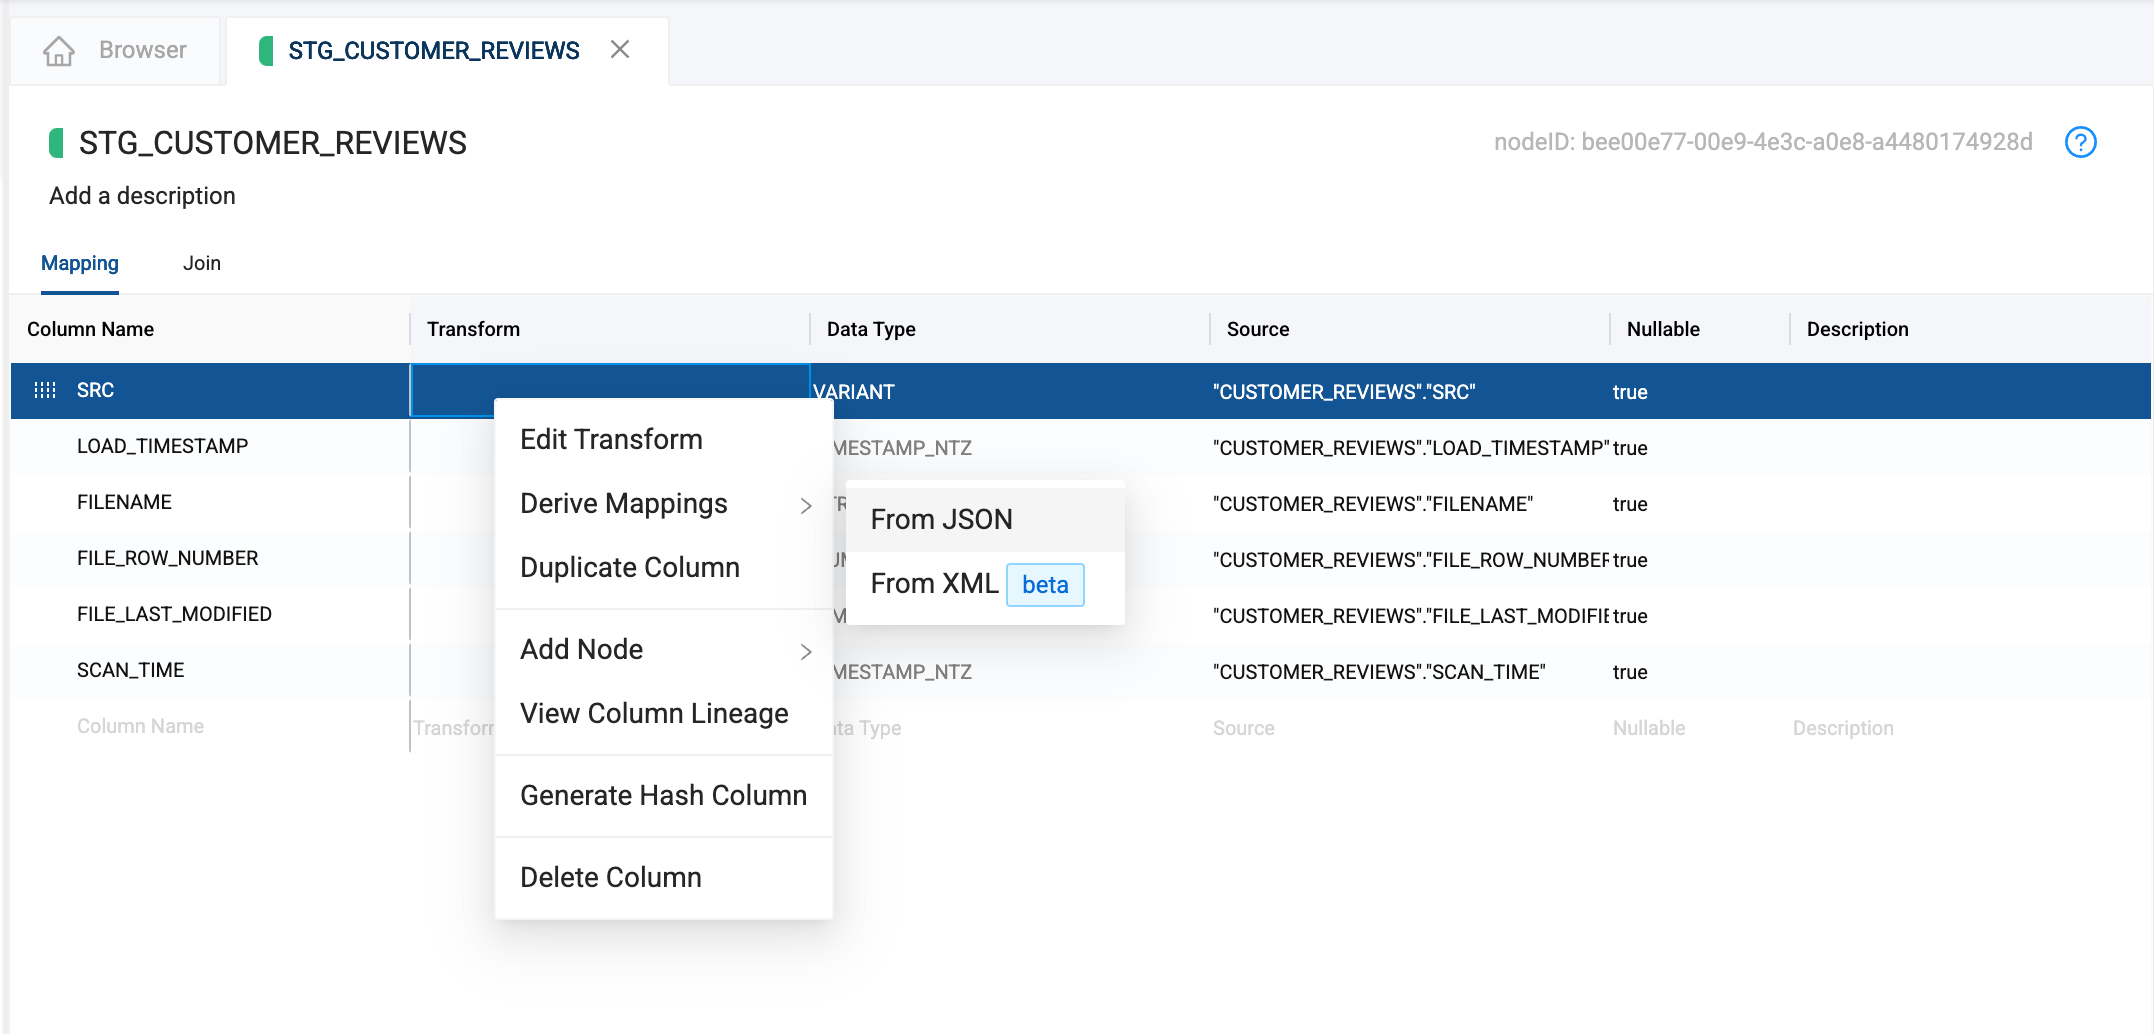 Browser STG_CUSTOMER_REVIEWS
STG_CUSTOMER_REVIEWS nodeID: bee00e77-00e9-4e3c-a0e8-a4480174928d ?
Add a description
Mapping Join
Column Name Transform Data Type Source Nullable Description
SRC VARIANT "CUSTOMER_REVIEWS"."SRC" true
LOAD_TIMESTAMP MESTAMP_NTZ "CUSTOMER_REVIEWS"."LOAD_TIMESTAMP" true
FILENAME "CUSTOMER_REVIEWS"."FILENAME" true
FILE_ROW_NUMBER "CUSTOMER_REVIEWS"."FILE_ROW_NUMBER true
FILE_LAST_MODIFIED "CUSTOMER_REVIEWS"."FILE_LAST_MODIFIE true
SCAN_TIME MESTAMP_NTZ "CUSTOMER_REVIEWS"."SCAN_TIME" true
Column Name Transform ta Type Source Nullable Description
Edit Transform
Derive Mappings
Duplicate Column
Add Node
View Column Lineage
Generate Hash Column
Delete Column
From JSON
From XML beta